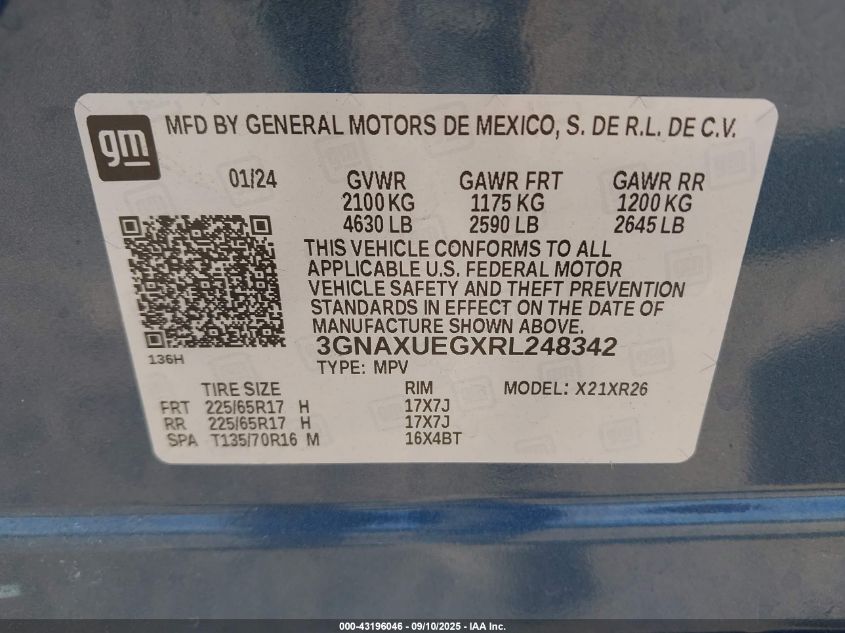 gm
MFD BY GENERAL MOTORS DE MEXICO, S. DE R.L. DE C.V.
01/24 GVWR GAWR FRT GAWR RR
2100 KG 1175 KG 1200 KG
4630 LB 2590 LB 2645 LB
THIS VEHICLE CONFORMS TO ALL
APPLICABLE U.S. FEDERAL MOTOR
VEHICLE SAFETY AND THEFT PREVENTION
STANDARDS IN EFFECT ON THE DATE OF
MANUFACTURE SHOWN ABOVE.
136H
3GNAXUEGXRL248342
TYPE: MPV
TIRE SIZE RIM MODEL: X21XR26
FRT 225/65R17 H 17X7J
RR 225/65R17 H 17X7J
SPA T135/70R16 M 16X4BT
000-43196046 - 09/10/2025 - IAA Inc.